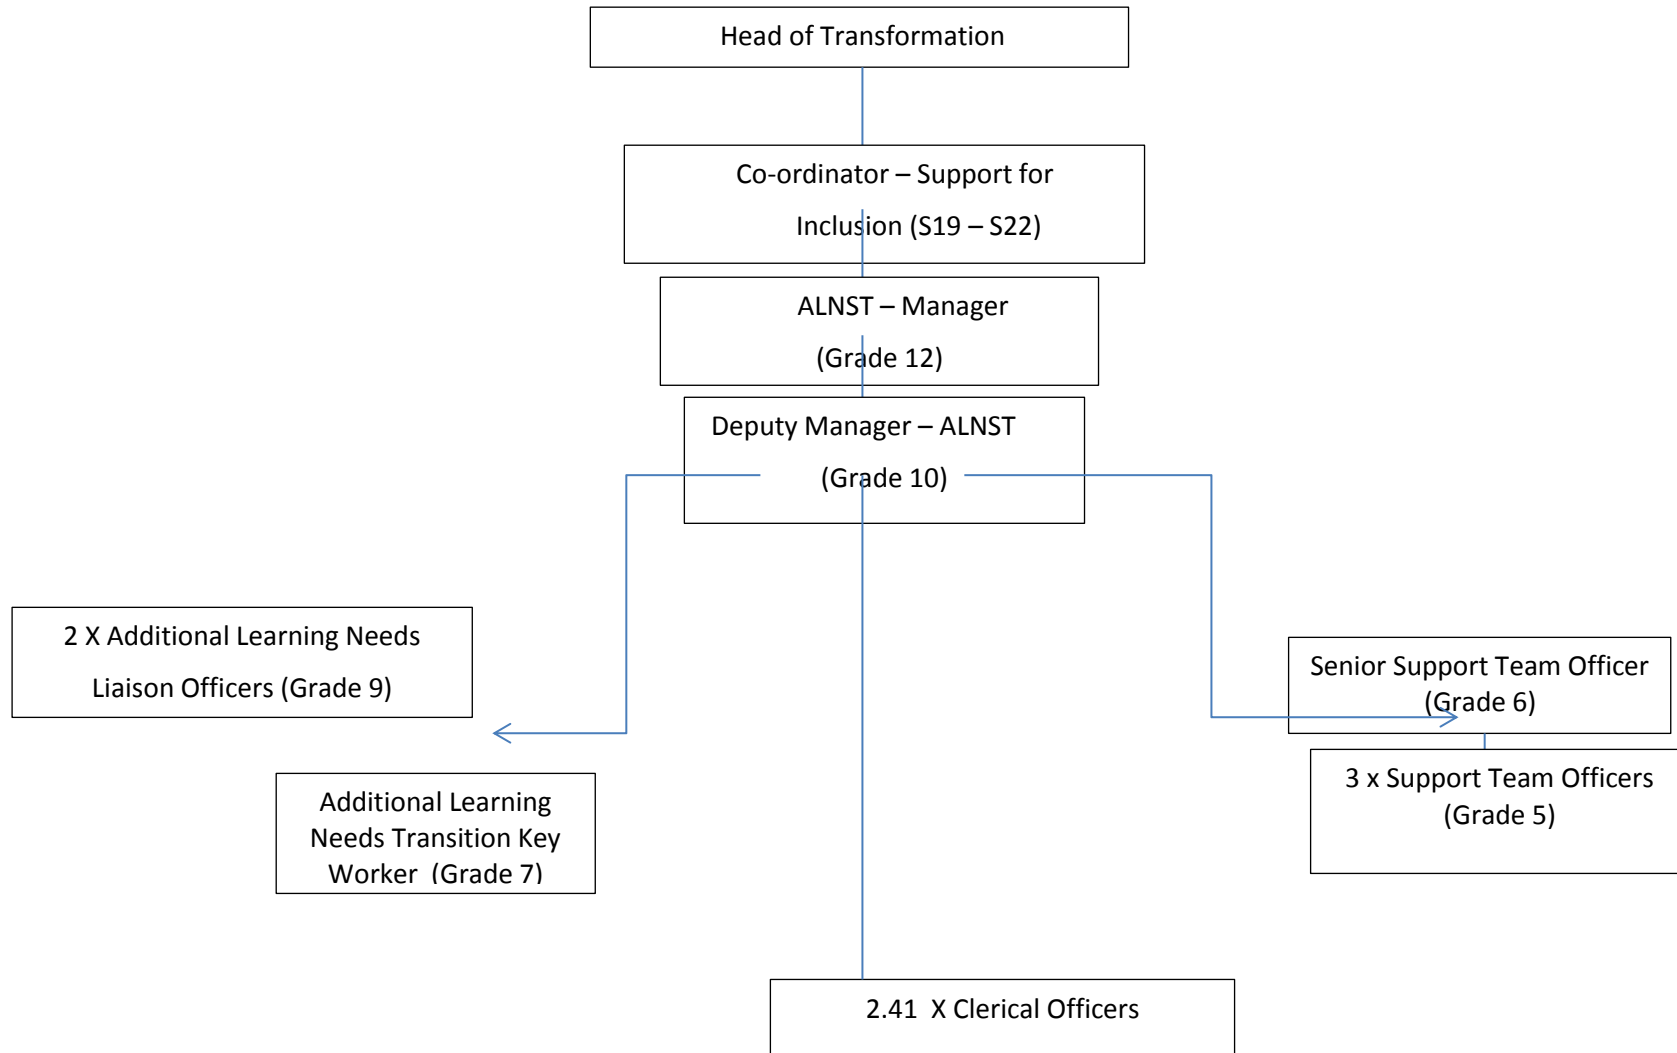 Head of Transformation
Co-ordinator – Support for
Inclusion (S19 – S22)
ALNST – Manager
(Grade 12)
Deputy Manager – ALNST
(Grade 10)
2 X Additional Learning Needs
Liaison Officers (Grade 9)
Senior Support Team Officer
(Grade 6)
3 x Support Team Officers
(Grade 5)
Additional Learning
Needs Transition Key
Worker  (Grade 7)
2.41  X Clerical Officers